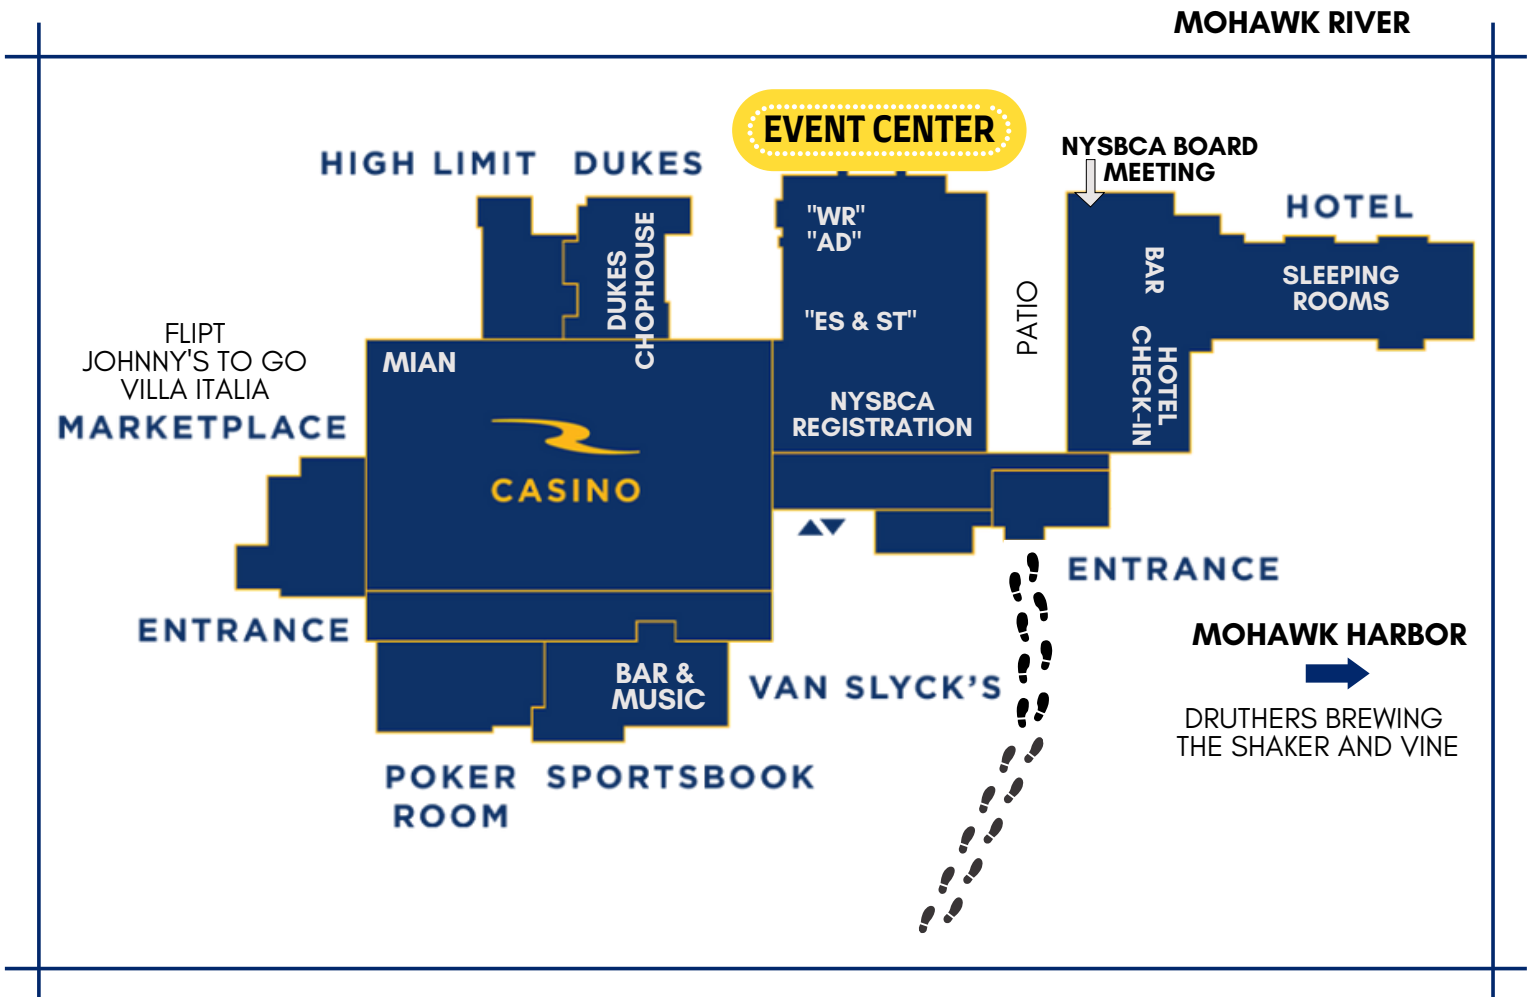 MOHAWK RIVER
EVENT CENTER
NYSBCA BOARD
MEETING
HIGH LIMIT
DUKES
HOTEL
"WR"
"AD"
DUKES
CHOPHOUSE
BAR
SLEEPING
ROOMS
"ES & ST"
PATIO
FLIPT
JOHNNY'S TO GO
VILLA ITALIA
MARKETPLACE
MIAN
HOTEL
CHECK-IN
NYSBCA
REGISTRATION
CASINO
ENTRANCE
ENTRANCE
MOHAWK HARBOR
BAR &
MUSIC
VAN SLYCK'S
DRUTHERS BREWING
THE SHAKER AND VINE
POKER
ROOM
SPORTSBOOK